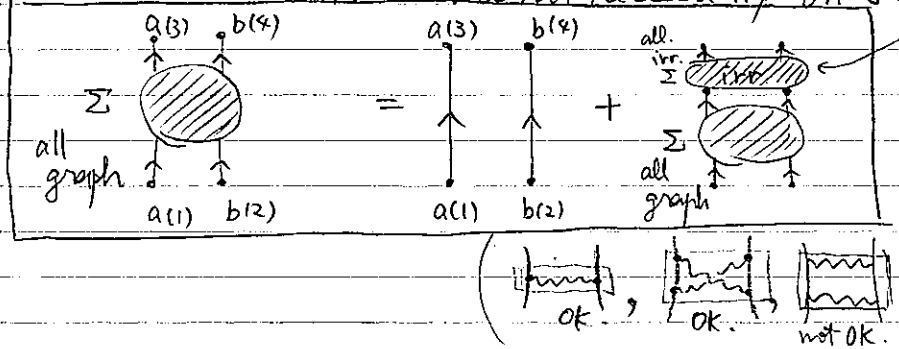 a(3) b(4) a(3) b(4) all.
irr.
Σ = + Σ irr
all
graph
Σ
all
graph
a(1) b(2) a(1) b(2)
OK. , OK. , not OK.